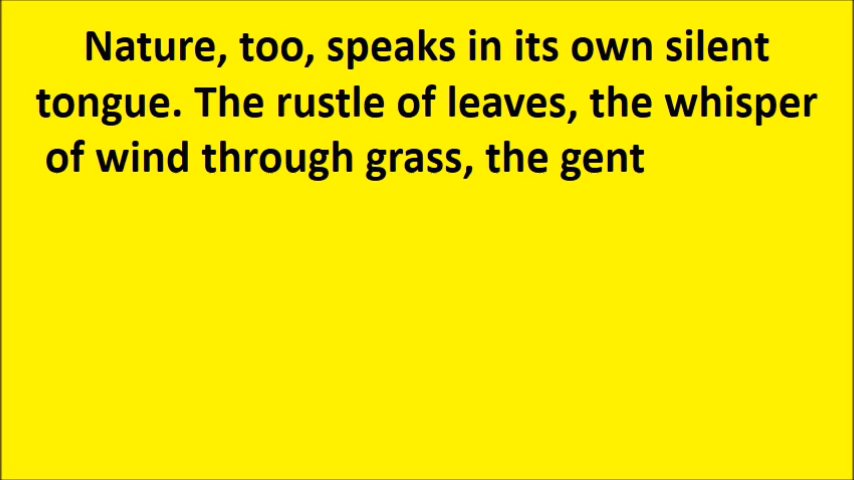 Nature, too, speaks in its own silent
tongue. The rustle of leaves, the whisper
of wind through grass, the gent